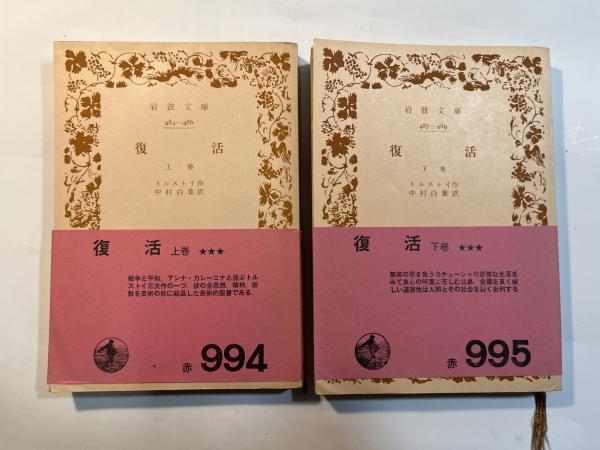 岩波文庫
484—486
復活
上巻
トルストイ作
中村白葉訳
復活 上巻 ★★★
戦争と平和，アンナ・カレーニナと並ぶトル
ストイ三大作の一つ．彼の全思想，精神，宗
教を芸術の形に結晶した芸術的聖書である．
赤 994
岩波文庫
487—489
復活
下巻
トルストイ作
中村白葉訳
復活 下巻 ★★★
無実の罪を負うカチューシャの悲惨な生涯を
みて良心の呵責に苦しむ公爵．全篇を貫く厳
しい道徳性は人間とその社会を鋭く批判する
赤 995